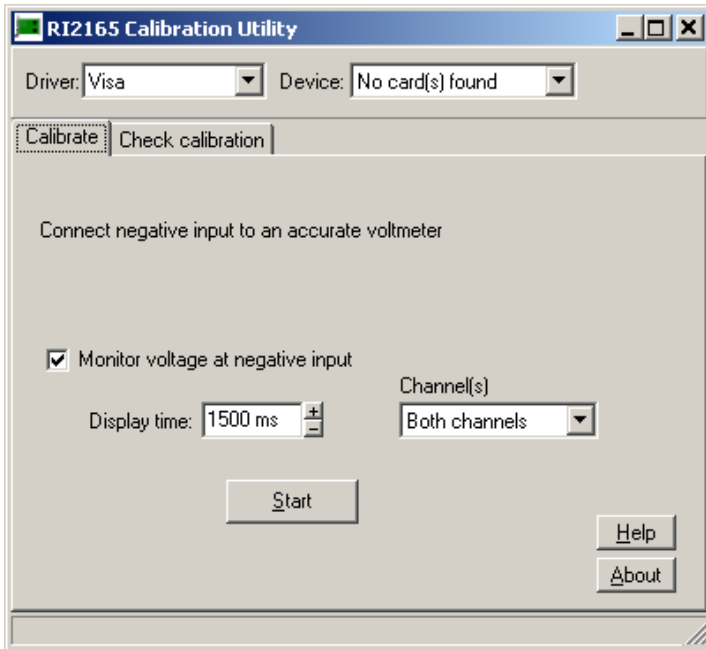 RI2165 Calibration Utility
Driver: Visa Device: No card(s) found
Calibrate Check calibration
Connect negative input to an accurate voltmeter
Monitor voltage at negative input
Channel(s)
Display time: 1500 ms + - Both channels
Start
Help
About